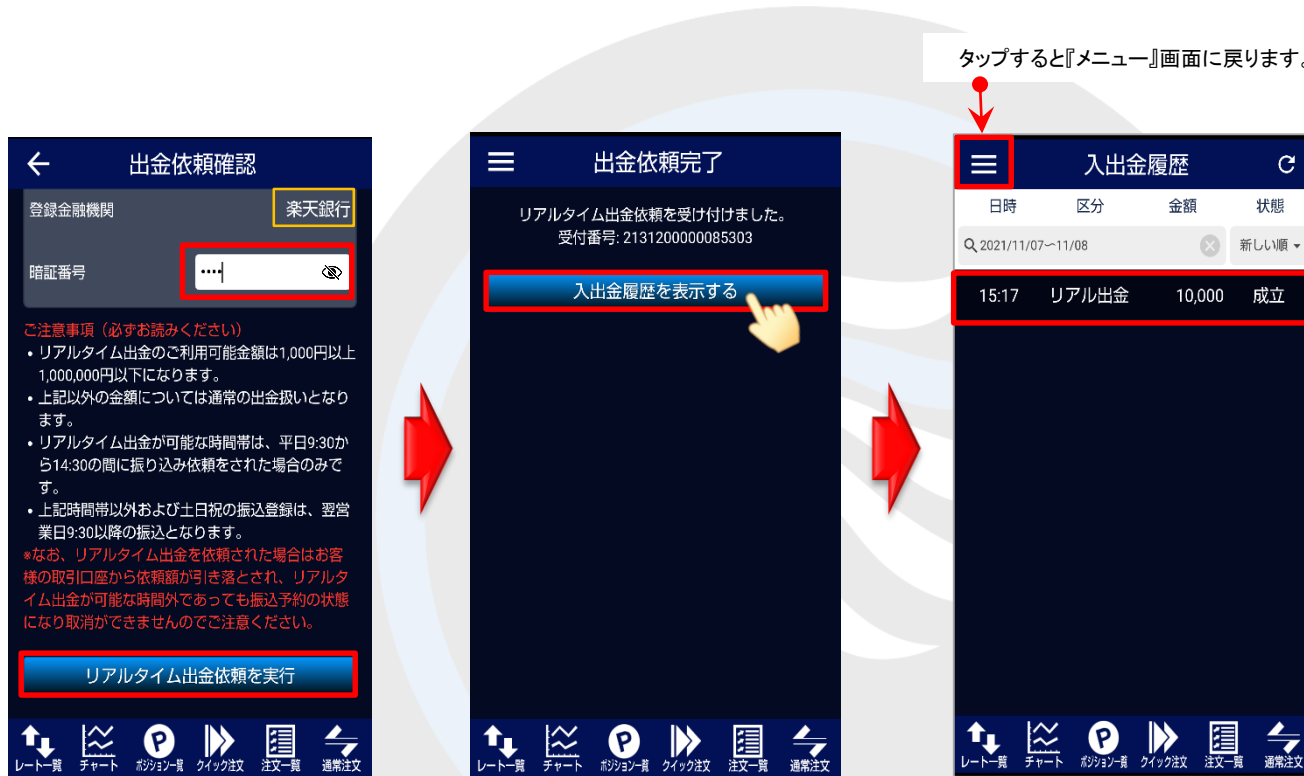 タップすると『メニュー』画面に戻ります。
出金依頼確認
登録金融機関 楽天銀行
暗証番号 ••••
ご注意事項（必ずお読みください）
• リアルタイム出金のご利用可能金額は1,000円以上
1,000,000円以下になります。
• 上記以外の金額については通常の出金扱いとなり
ます。
• リアルタイム出金が可能な時間帯は、平日9:30か
ら14:30の間に振り込み依頼をされた場合のみで
す。
• 上記時間帯以外および土日祝の振込登録は、翌営
業日9:30以降の振込となります。
*なお、リアルタイム出金を依頼された場合はお客
様の取引口座から依頼額が引き落とされ、リアルタ
イム出金が可能な時間外であっても振込予約の状態
になり取消ができませんのでご注意ください。
リアルタイム出金依頼を実行
レート一覧 チャート ポジション一覧 クイック注文 注文一覧 通常注文
出金依頼完了
リアルタイム出金依頼を受け付けました。
受付番号: 2131200000085303
入出金履歴を表示する
レート一覧 チャート ポジション一覧 クイック注文 注文一覧 通常注文
入出金履歴
日時 区分 金額 状態
2021/11/07〜11/08 新しい順
15:17 リアル出金 10,000 成立
レート一覧 チャート ポジション一覧 クイック注文 注文一覧 通常注文